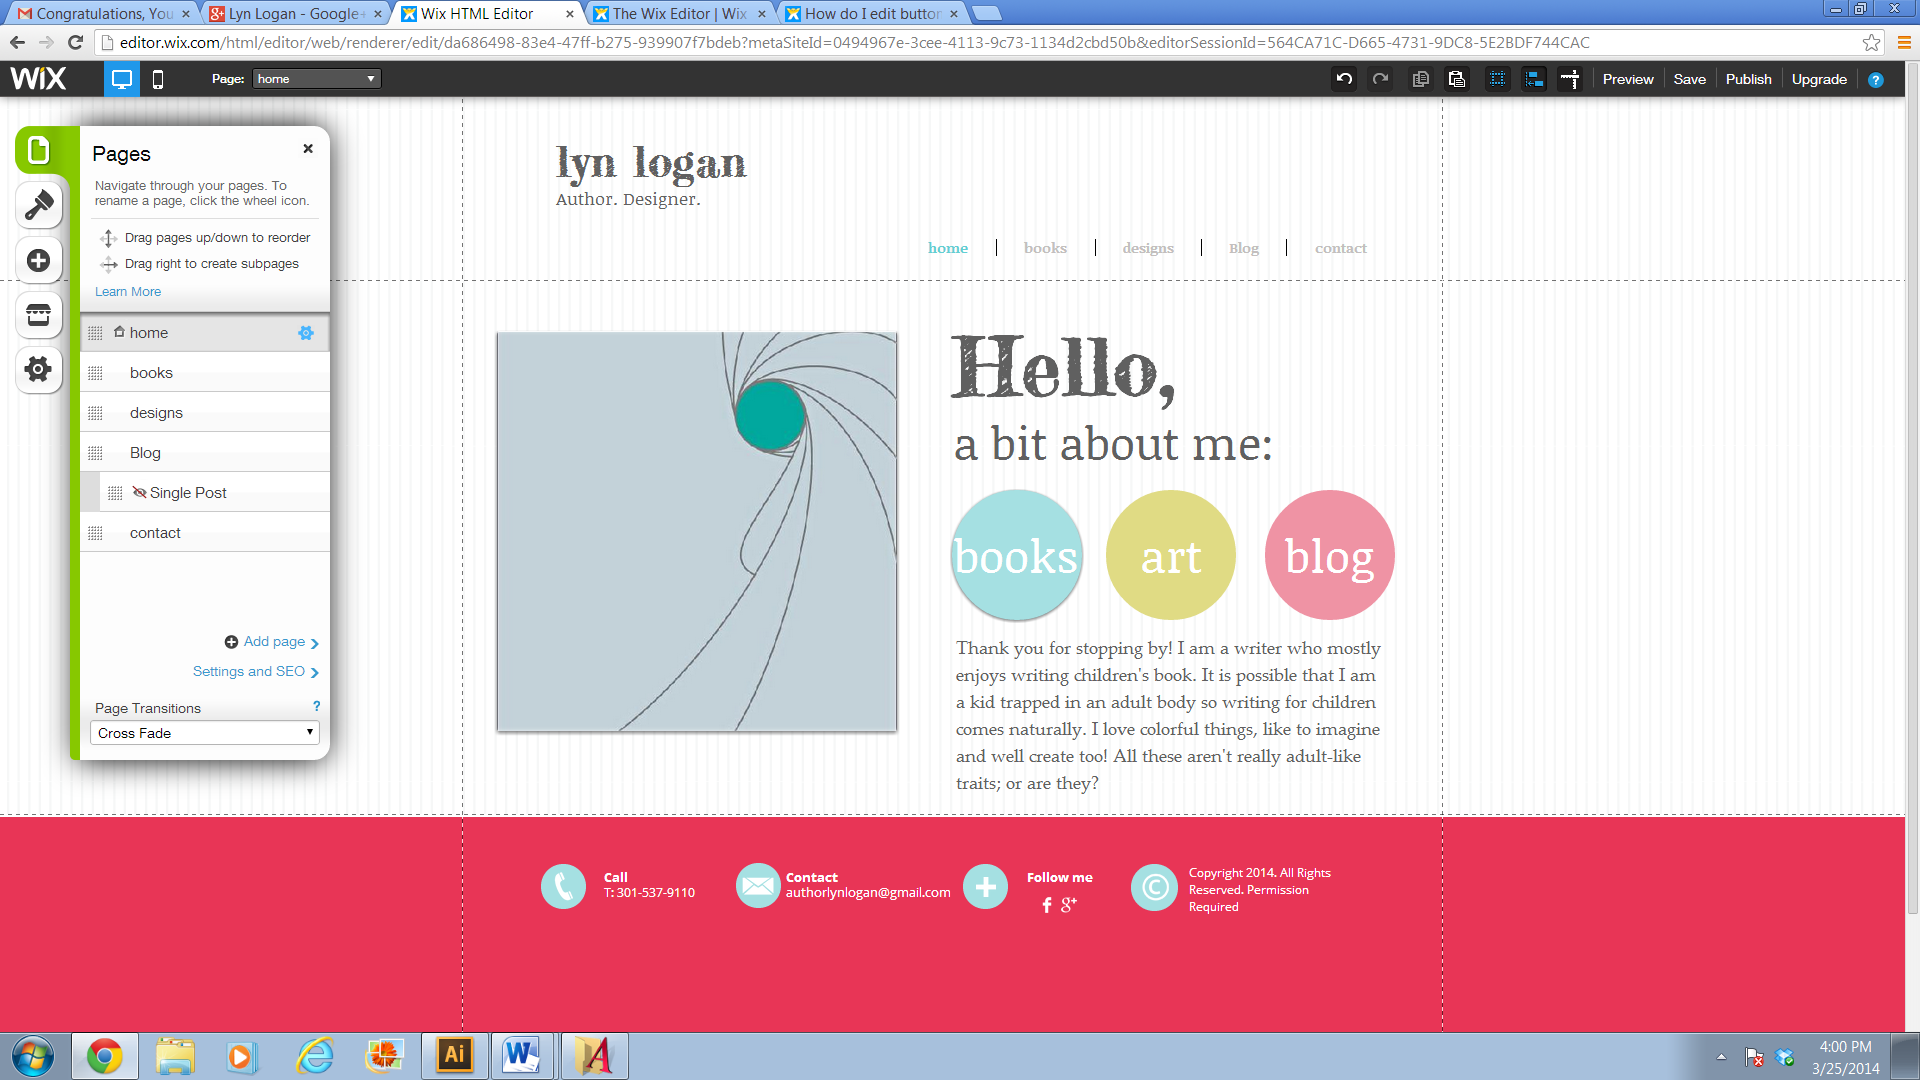 Congratulations, You
Lyn Logan - Google+
Wix HTML Editor
The Wix Editor | Wix
How do I edit button
editor.wix.com/html/editor/web/renderer/edit/da686498-83e4-47ff-b275-939907f7bdeb?metaSiteId=0494967e-3cee-4113-9c73-1134d2cbd50b&editorSessionId=564CA71C-D665-4731-9DC8-5E2BDF744CAC
WiX
Page: home
Preview
Save
Publish
Upgrade
?
Pages
Navigate through your pages. To
rename a page, click the wheel icon.
Drag pages up/down to reorder
Drag right to create subpages
Learn More
home
books
designs
Blog
Single Post
contact
Add page
Settings and SEO
Page Transitions
?
Cross Fade
lyn logan
Author. Designer.
home
books
designs
Blog
contact
Hello,
a bit about me:
books
art
blog
Thank you for stopping by! I am a writer who mostly
enjoys writing children's book. It is possible that I am
a kid trapped in an adult body so writing for children
comes naturally. I love colorful things, like to imagine
and well create too! All these aren't really adult-like
traits; or are they?
Call
T: 301-537-9110
Contact
authorlynlogan@gmail.com
Follow me
f g+
©
Copyright 2014. All Rights
Reserved. Permission
Required
Ai
W
A
4:00 PM
3/25/2014